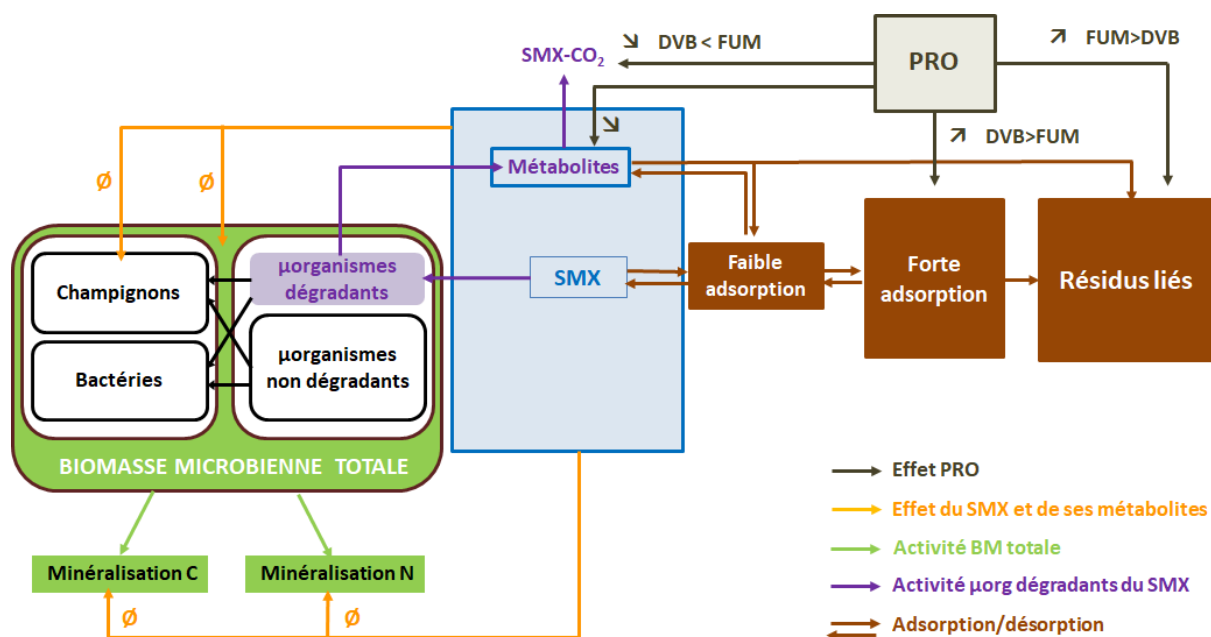 ↘ DVB < FUM
↗ FUM>DVB
SMX-CO₂
PRO
↗ DVB>FUM
↘
Métabolites
Ø
Ø
µorganismes
dégradants
Champignons
SMX
Faible
adsorption
Forte
adsorption
Résidus liés
µorganismes
non dégradants
Bactéries
BIOMASSE MICROBIENNE TOTALE
Effet PRO
Effet du SMX et de ses métabolites
Activité BM totale
Minéralisation C
Minéralisation N
Activité µorg dégradants du SMX
Ø
Ø
Adsorption/désorption